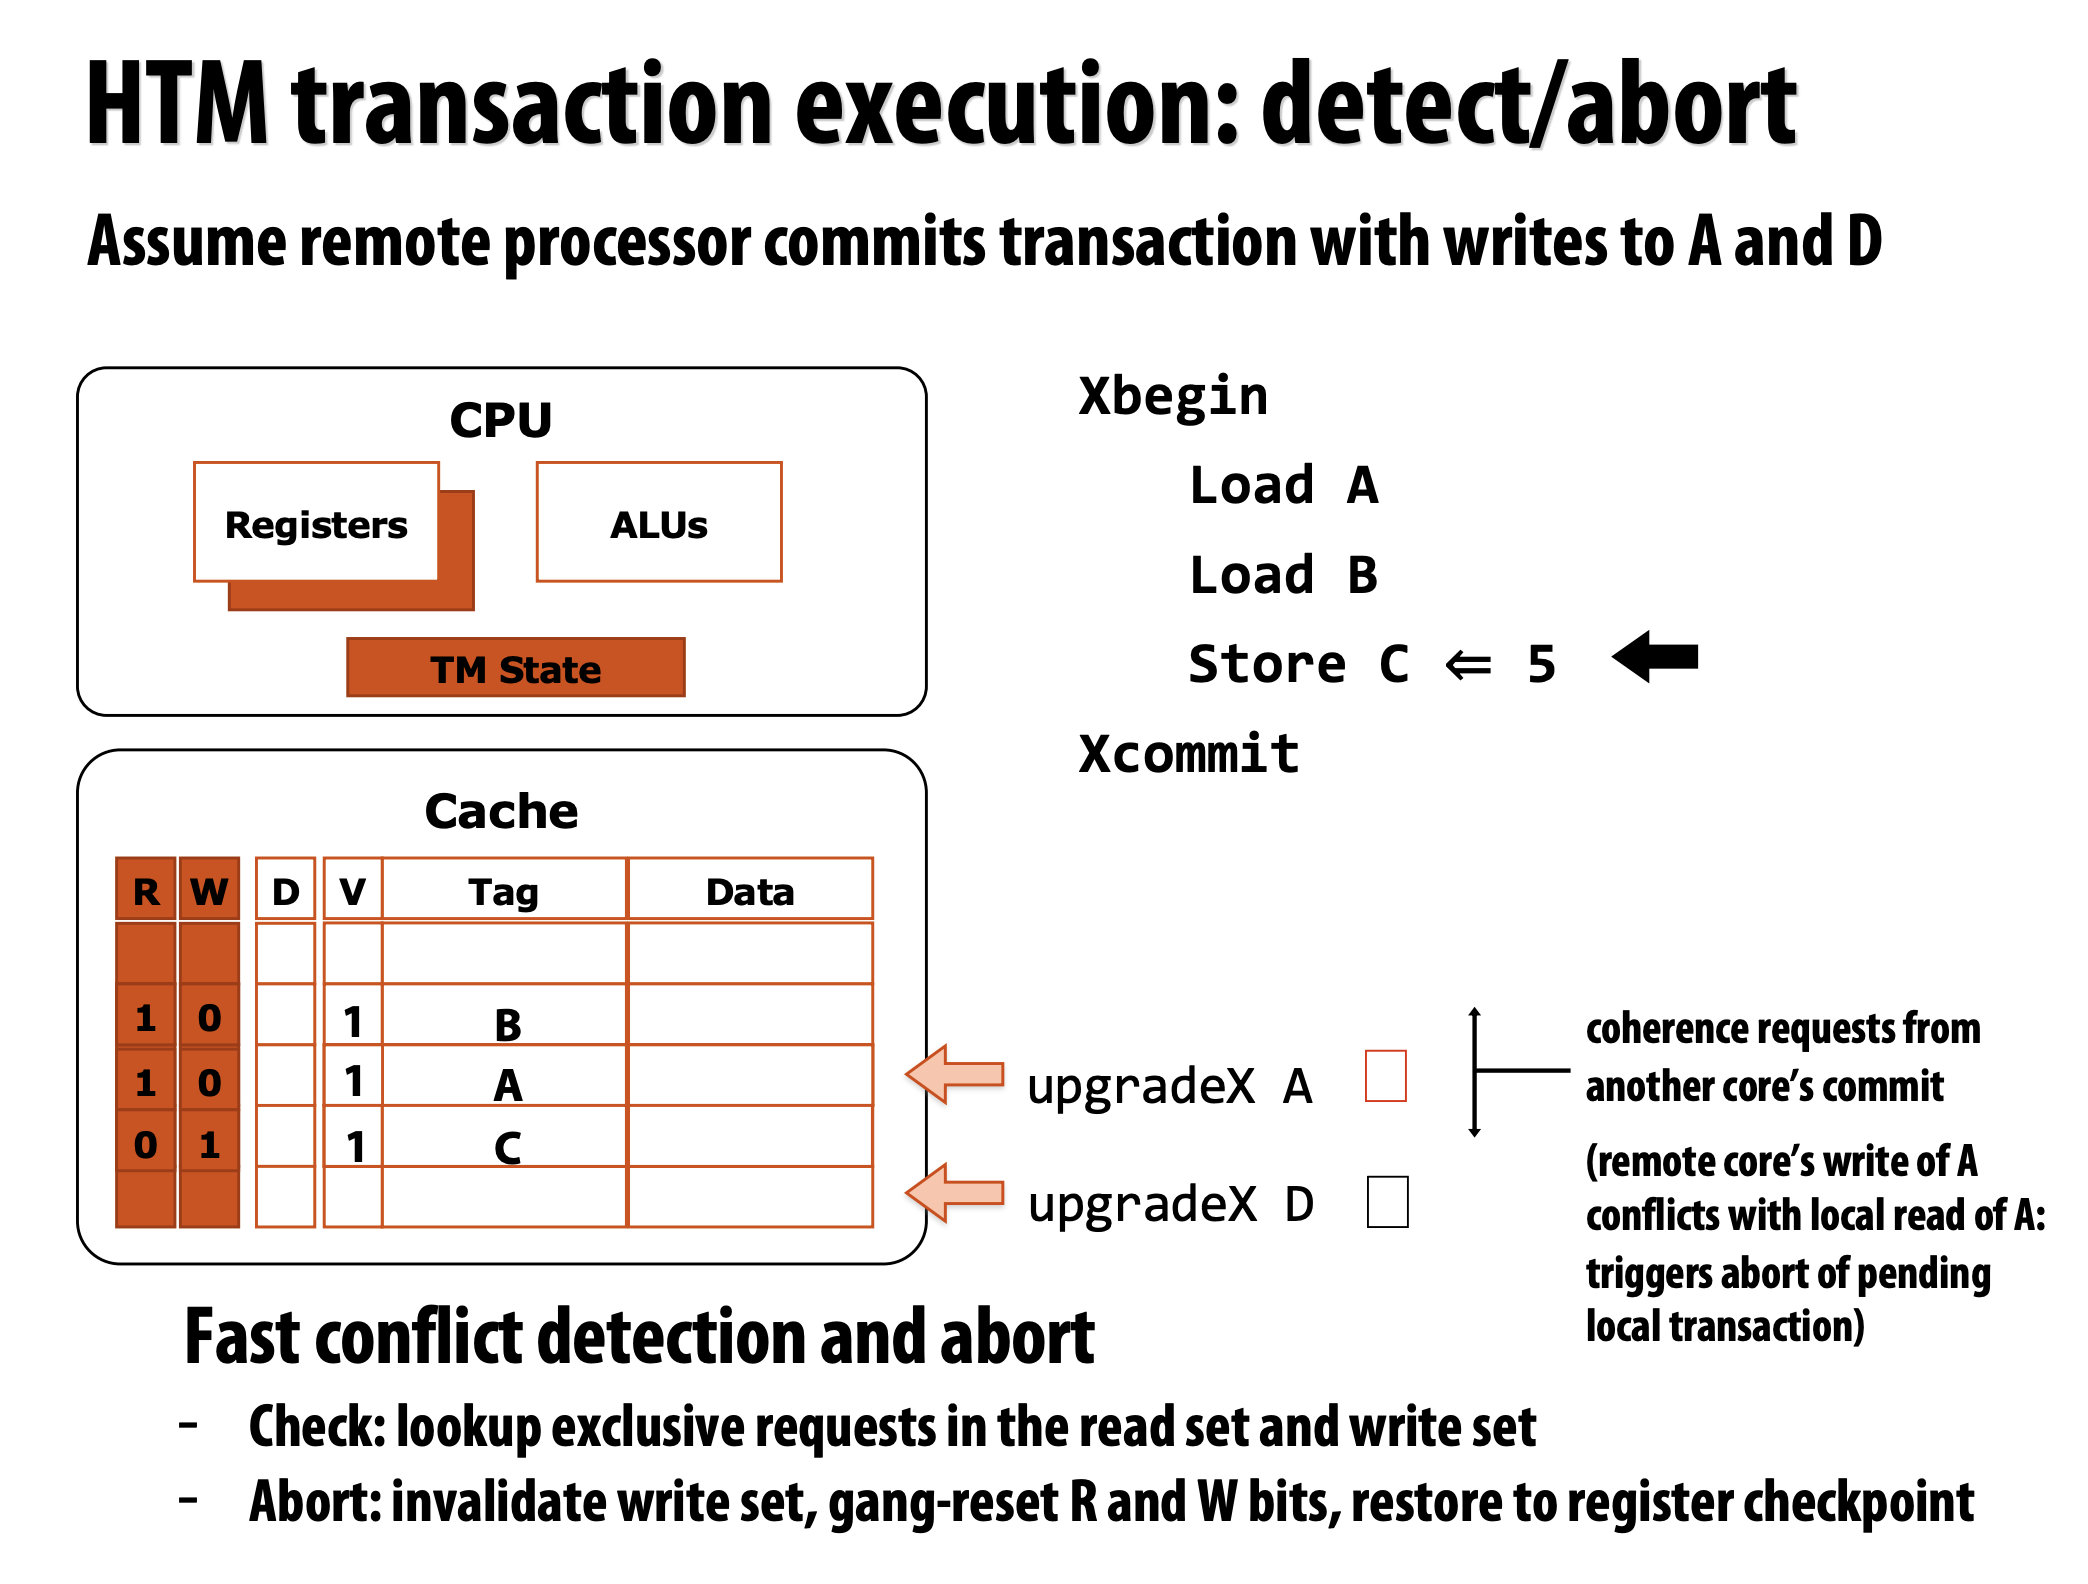 HTM transaction execution: detect/abort
Assume remote processor commits transaction with writes to A and D
CPU
Registers
ALUs
TM State
Xbegin
Load A
Load B
Store C ⇐ 5
Xcommit
Cache
R W D V Tag Data
1 0 1 B
1 0 1 A
0 1 1 C
upgradeX A
upgradeX D
coherence requests from
another core's commit
(remote core's write of A
conflicts with local read of A:
triggers abort of pending
local transaction)
Fast conflict detection and abort
- Check: lookup exclusive requests in the read set and write set
- Abort: invalidate write set, gang-reset R and W bits, restore to register checkpoint